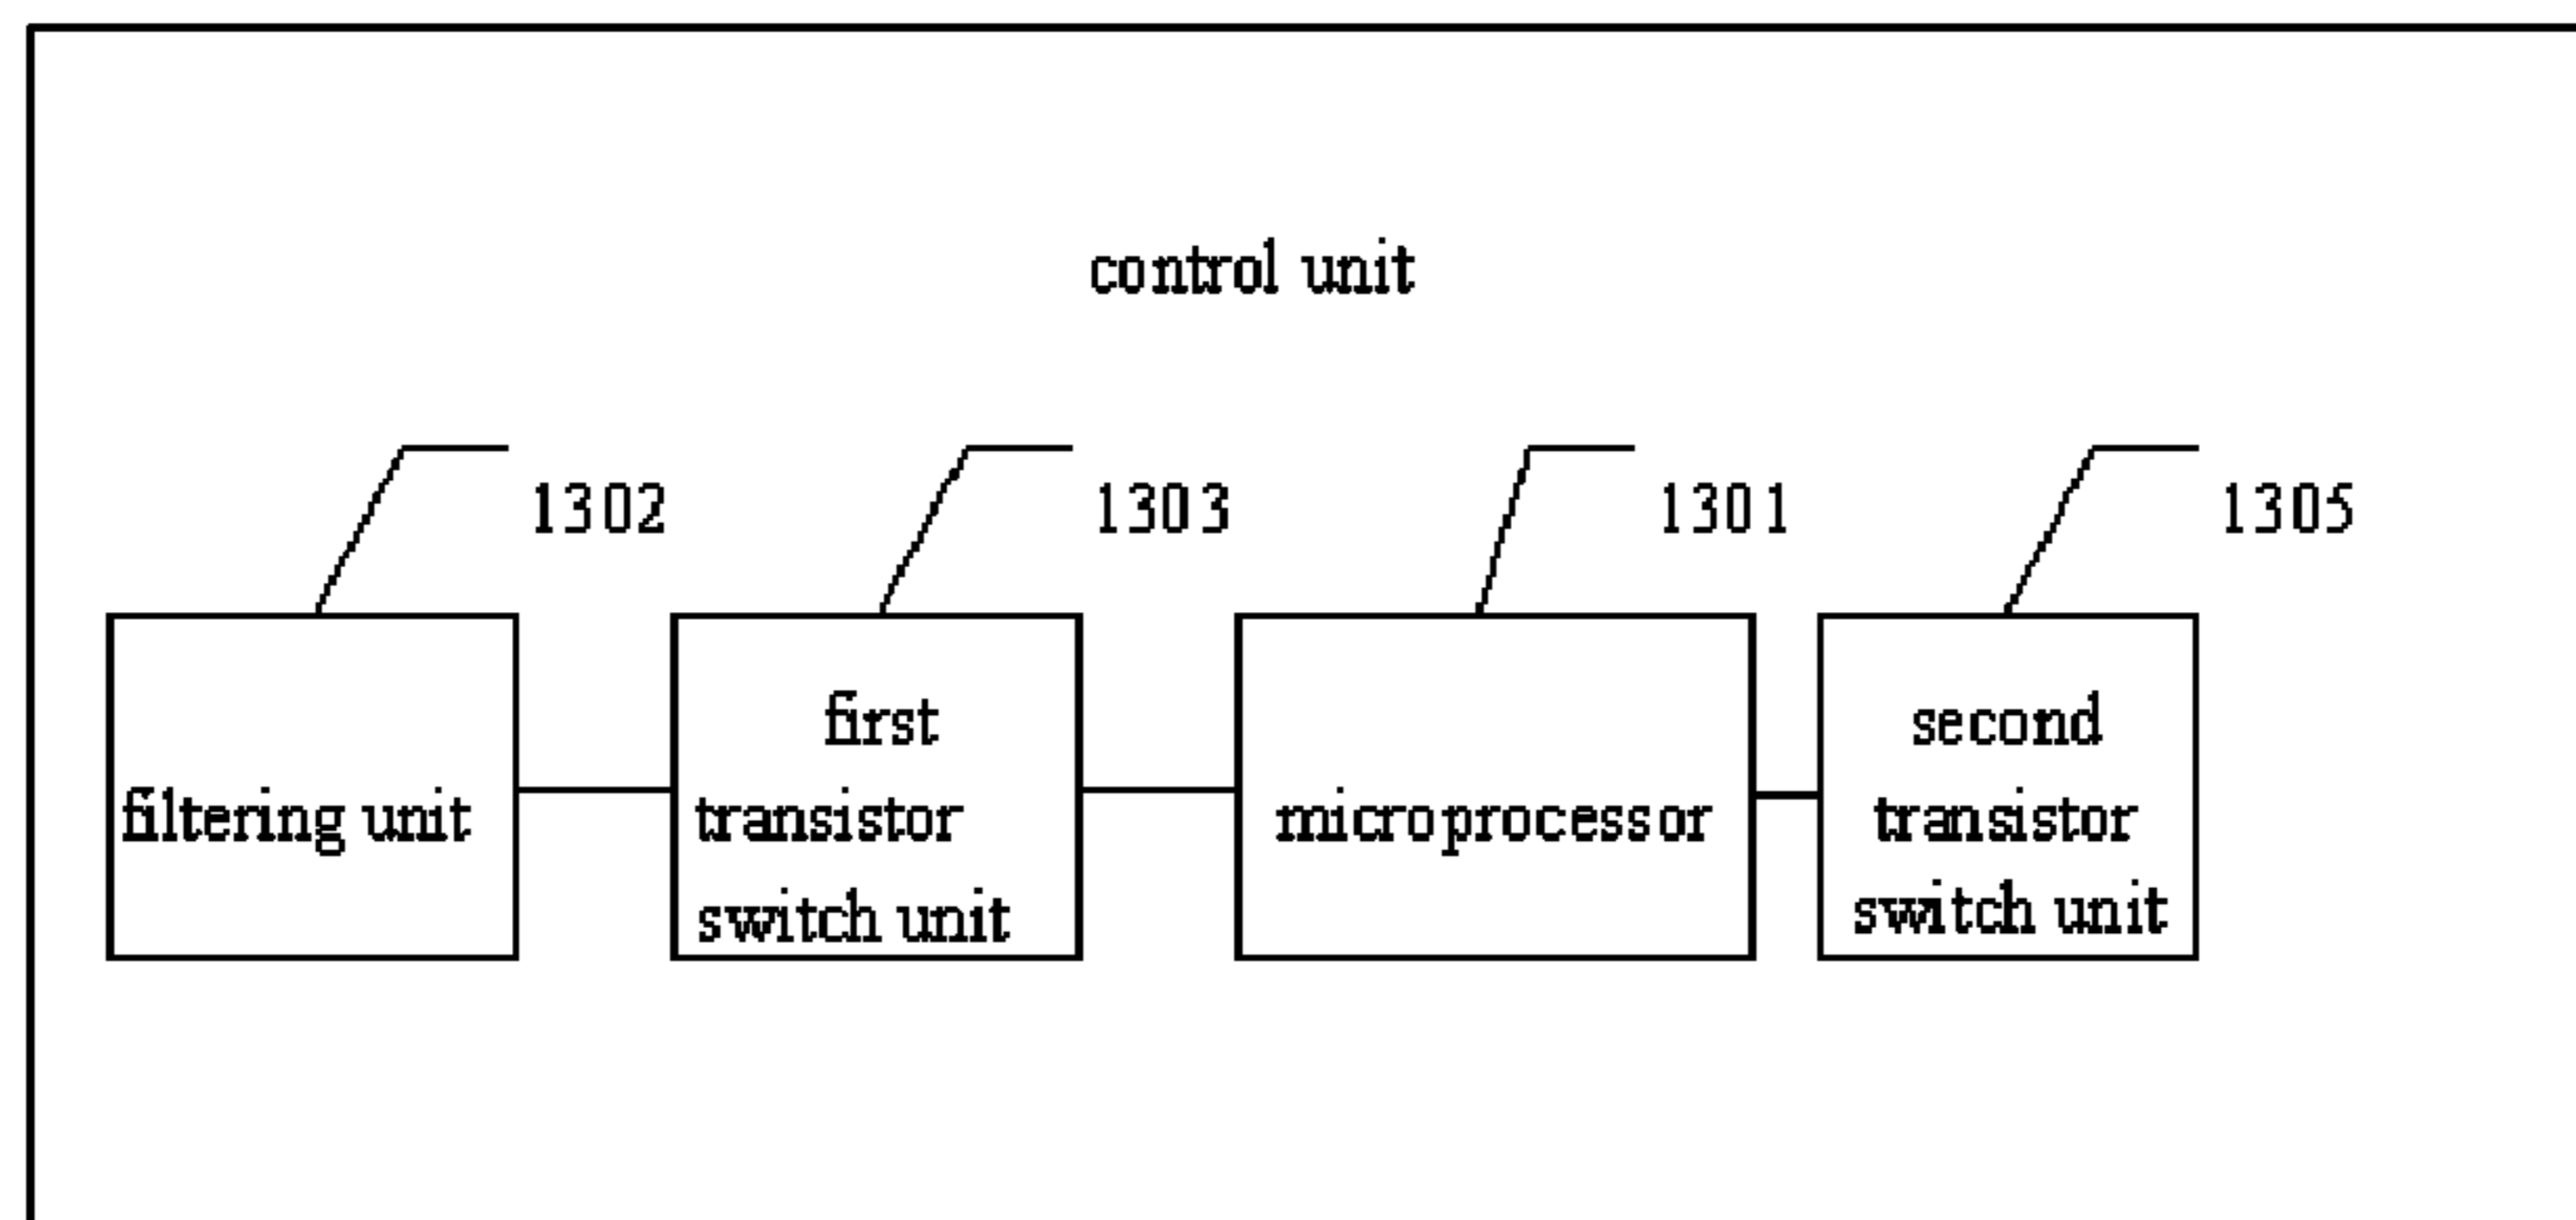 control unit
1302
1303
1301
1305
filtering unit
first
transistor
switch unit
microprocessor
second
transistor
switch unit